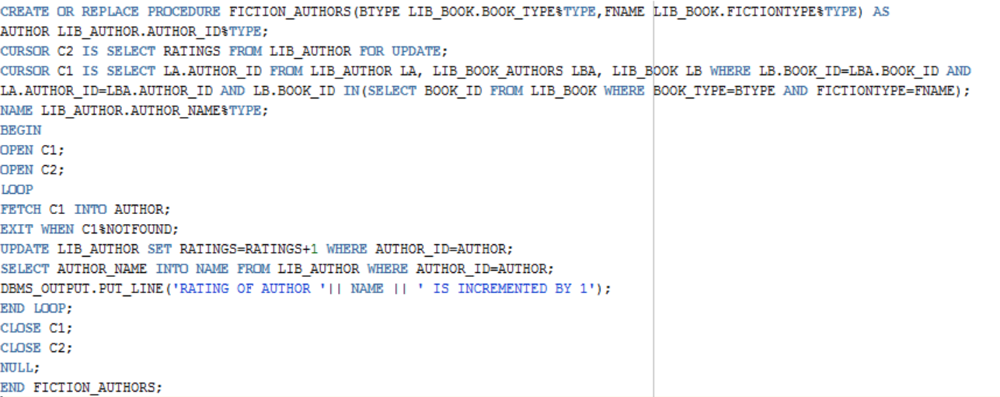 CREATE OR REPLACE PROCEDURE FICTION_AUTHORS(BTYPE LIB_BOOK.BOOK_TYPE%TYPE,FNAME LIB_BOOK.FICTIONTYPE%TYPE) AS
AUTHOR LIB_AUTHOR.AUTHOR_ID%TYPE;
CURSOR C2 IS SELECT RATINGS FROM LIB_AUTHOR FOR UPDATE;
CURSOR C1 IS SELECT LA.AUTHOR_ID FROM LIB_AUTHOR LA, LIB_BOOK_AUTHORS LBA, LIB_BOOK LB WHERE LB.BOOK_ID=LBA.BOOK_ID AND
LA.AUTHOR_ID=LBA.AUTHOR_ID AND LB.BOOK_ID IN(SELECT BOOK_ID FROM LIB_BOOK WHERE BOOK_TYPE=BTYPE AND FICTIONTYPE=FNAME);
NAME LIB_AUTHOR.AUTHOR_NAME%TYPE;
BEGIN
OPEN C1;
OPEN C2;
LOOP
FETCH C1 INTO AUTHOR;
EXIT WHEN C1%NOTFOUND;
UPDATE LIB_AUTHOR SET RATINGS=RATINGS+1 WHERE AUTHOR_ID=AUTHOR;
SELECT AUTHOR_NAME INTO NAME FROM LIB_AUTHOR WHERE AUTHOR_ID=AUTHOR;
DBMS_OUTPUT.PUT_LINE('RATING OF AUTHOR '|| NAME || ' IS INCREMENTED BY 1');
END LOOP;
CLOSE C1;
CLOSE C2;
NULL;
END FICTION_AUTHORS;